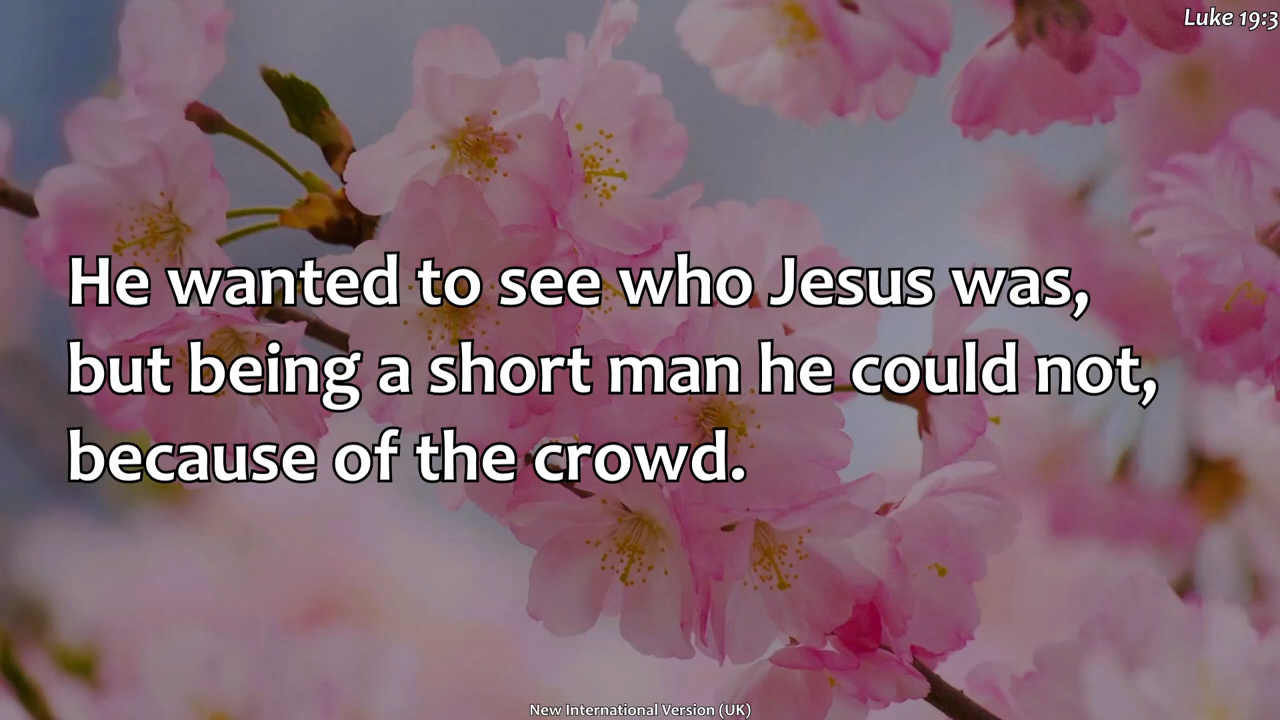 Luke 19:3
He wanted to see who Jesus was,
but being a short man he could not,
because of the crowd.
New International Version (UK)